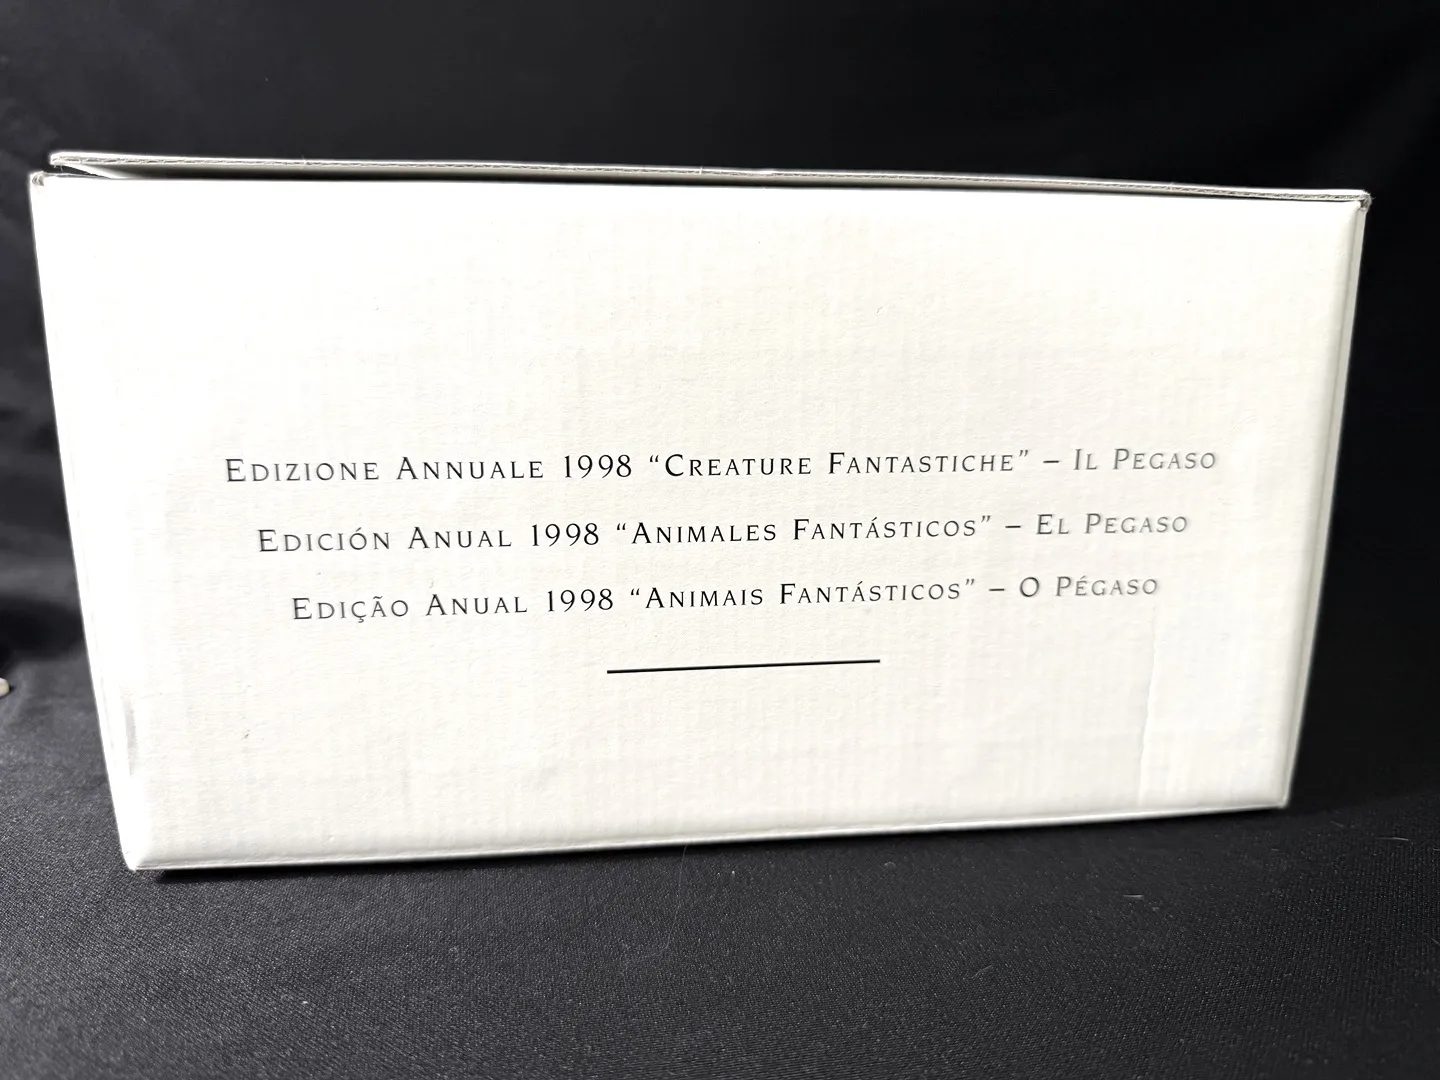 Edizione Annuale 1998 “Creature Fantastiche” – Il Pegaso
Edición Anual 1998 “Animales Fantásticos” – El Pegaso
Edição Anual 1998 “Animais Fantásticos” – O Pégaso